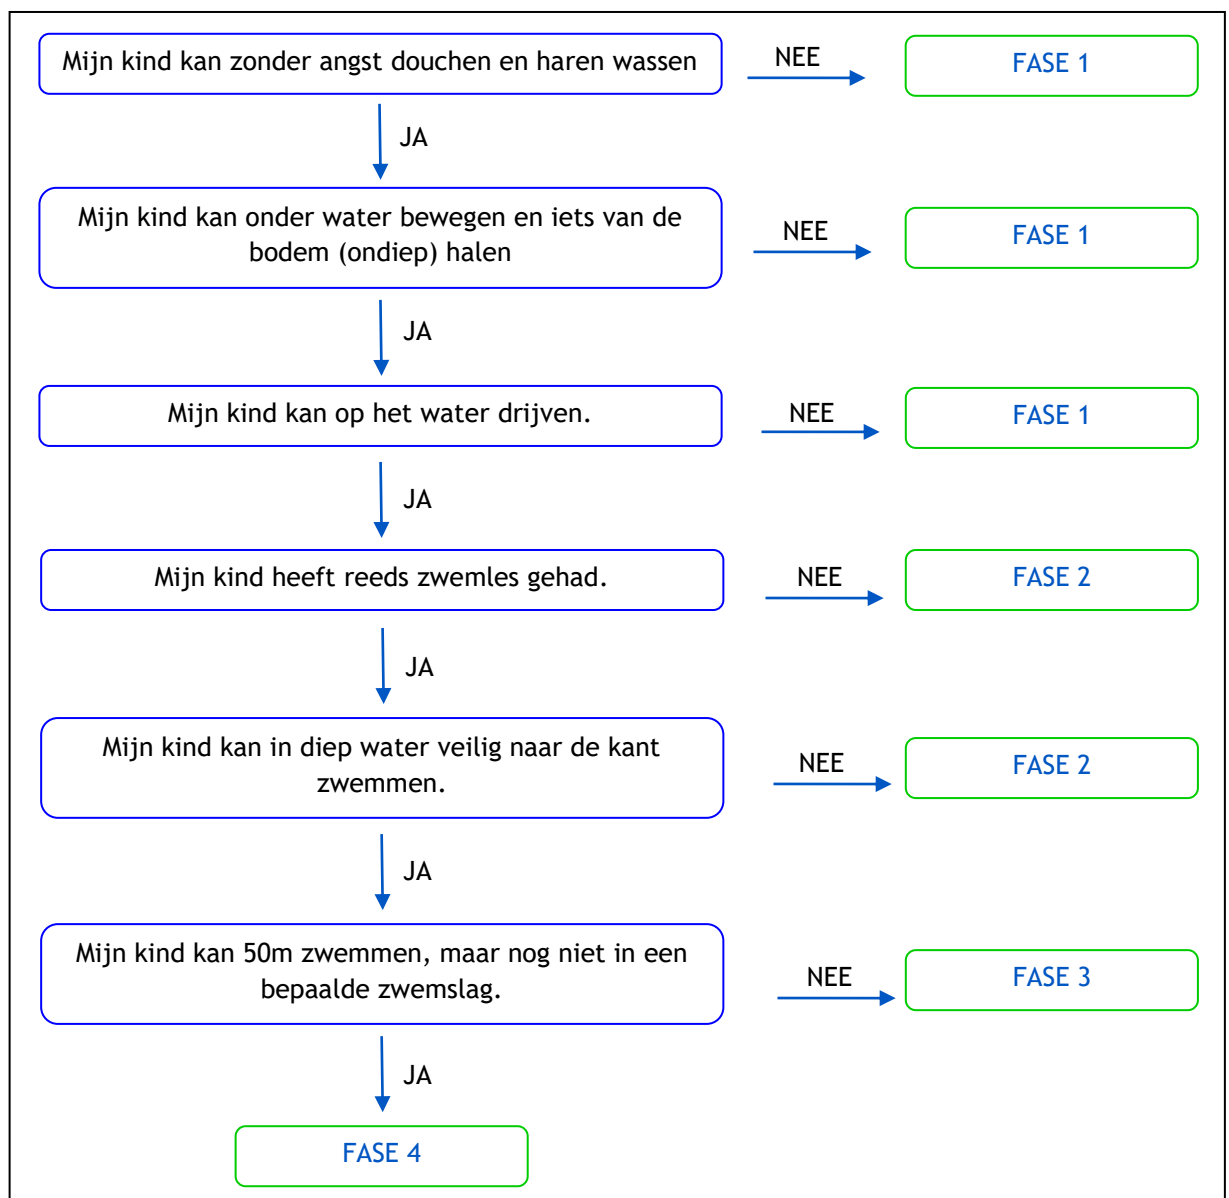 Mijn kind kan zonder angst douchen en haren wassen
NEE
FASE 1
JA
Mijn kind kan onder water bewegen en iets van de
bodem (ondiep) halen
NEE
FASE 1
JA
Mijn kind kan op het water drijven.
NEE
FASE 1
JA
Mijn kind heeft reeds zwemles gehad.
NEE
FASE 2
JA
Mijn kind kan in diep water veilig naar de kant
zwemmen.
NEE
FASE 2
JA
Mijn kind kan 50m zwemmen, maar nog niet in een
bepaalde zwemslag.
NEE
FASE 3
JA
FASE 4